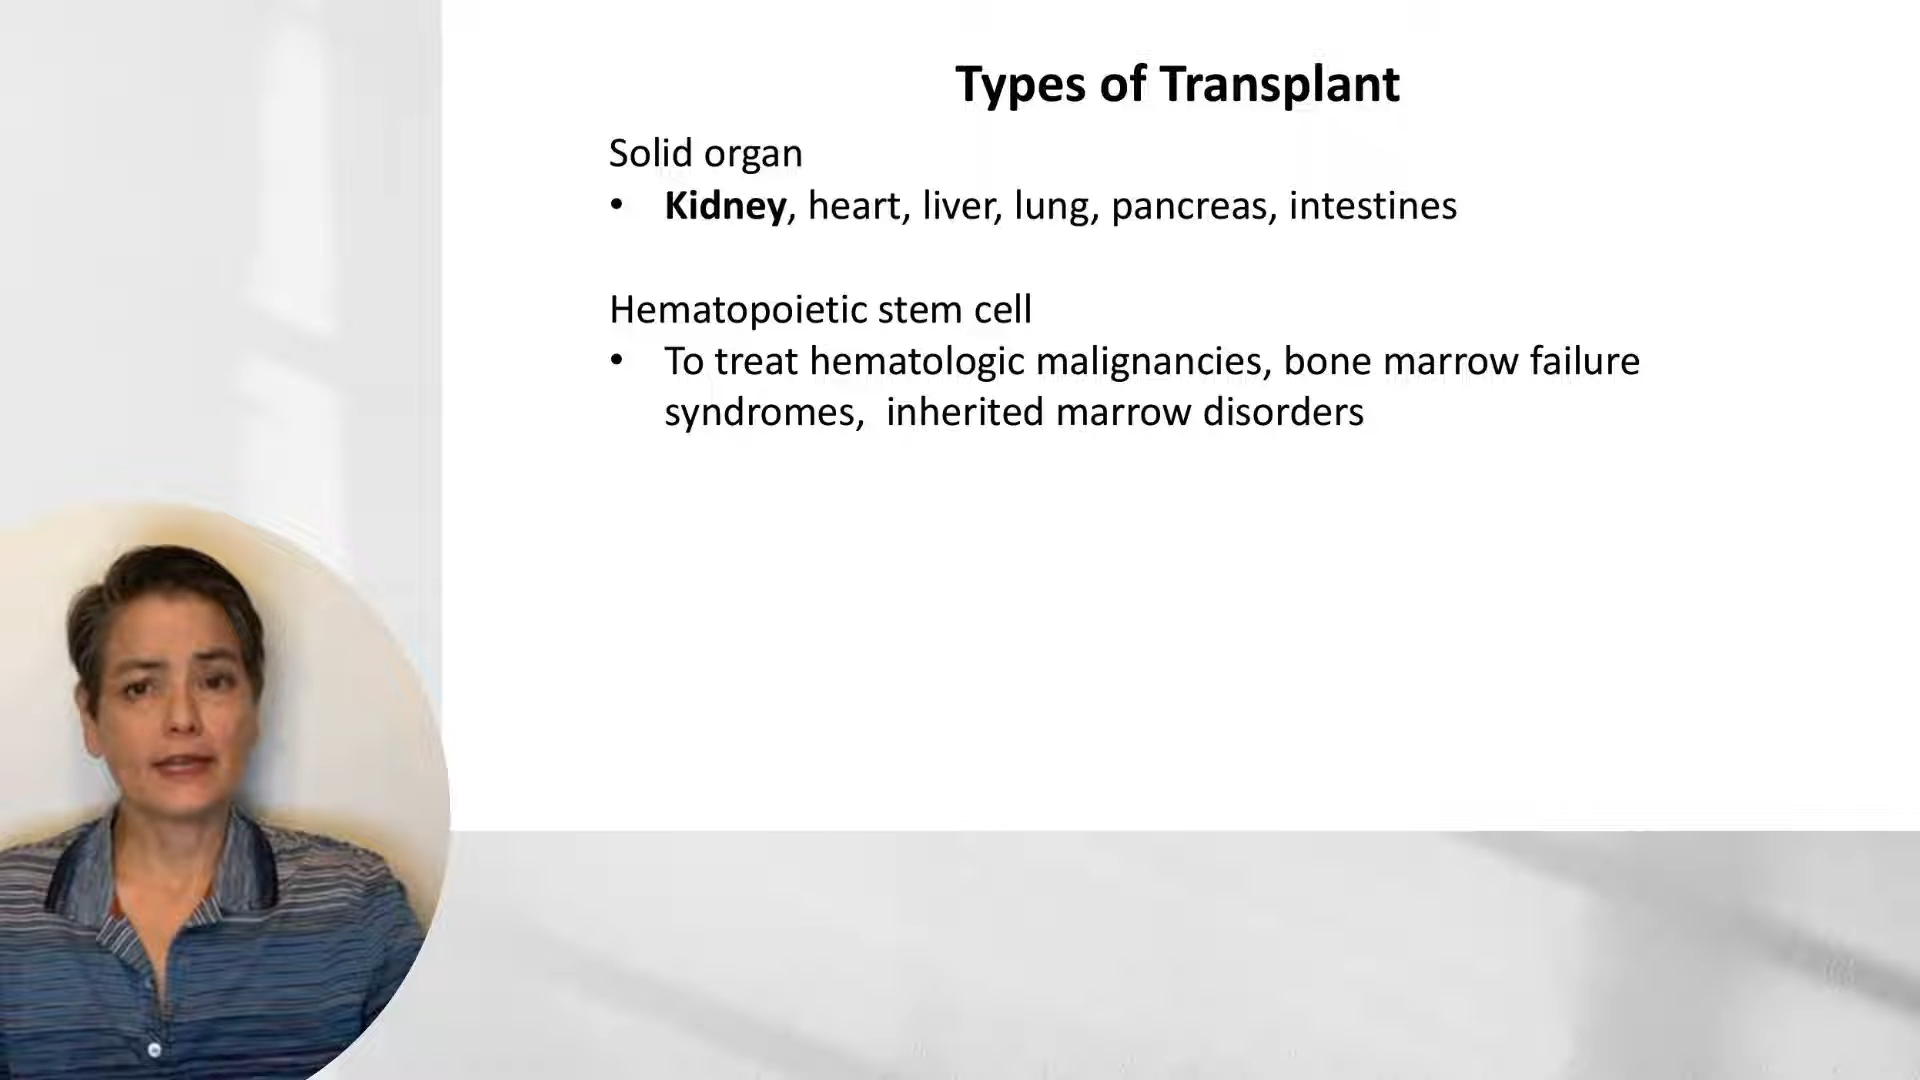 Types of Transplant
Solid organ
• Kidney, heart, liver, lung, pancreas, intestines
Hematopoietic stem cell
• To treat hematologic malignancies, bone marrow failure
syndromes,  inherited marrow disorders